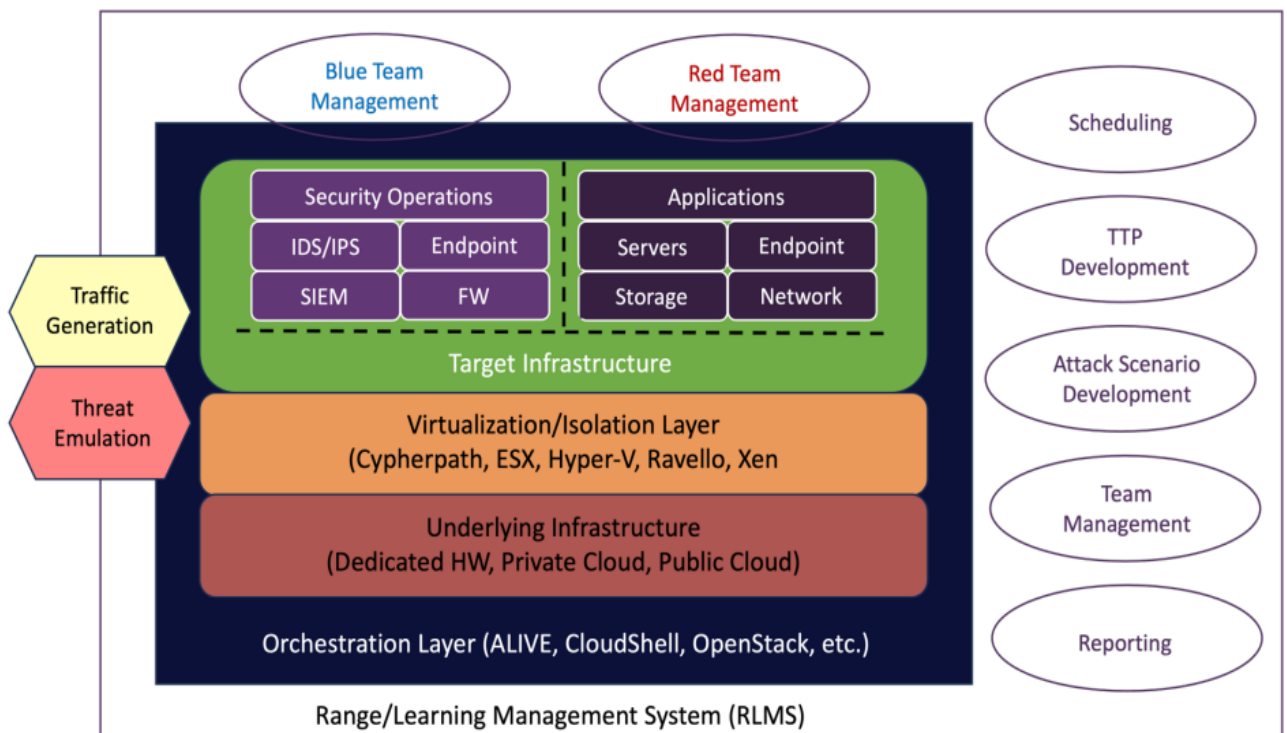 Blue Team
Management
Red Team
Management
Scheduling
Security Operations
Applications
IDS/IPS
Endpoint
Servers
Endpoint
TTP
Development
SIEM
FW
Storage
Network
Traffic
Generation
Target Infrastructure
Attack Scenario
Development
Threat
Emulation
Virtualization/Isolation Layer
(Cypherpath, ESX, Hyper-V, Ravello, Xen
Team
Management
Underlying Infrastructure
(Dedicated HW, Private Cloud, Public Cloud)
Orchestration Layer (ALIVE, CloudShell, OpenStack, etc.)
Reporting
Range/Learning Management System (RLMS)